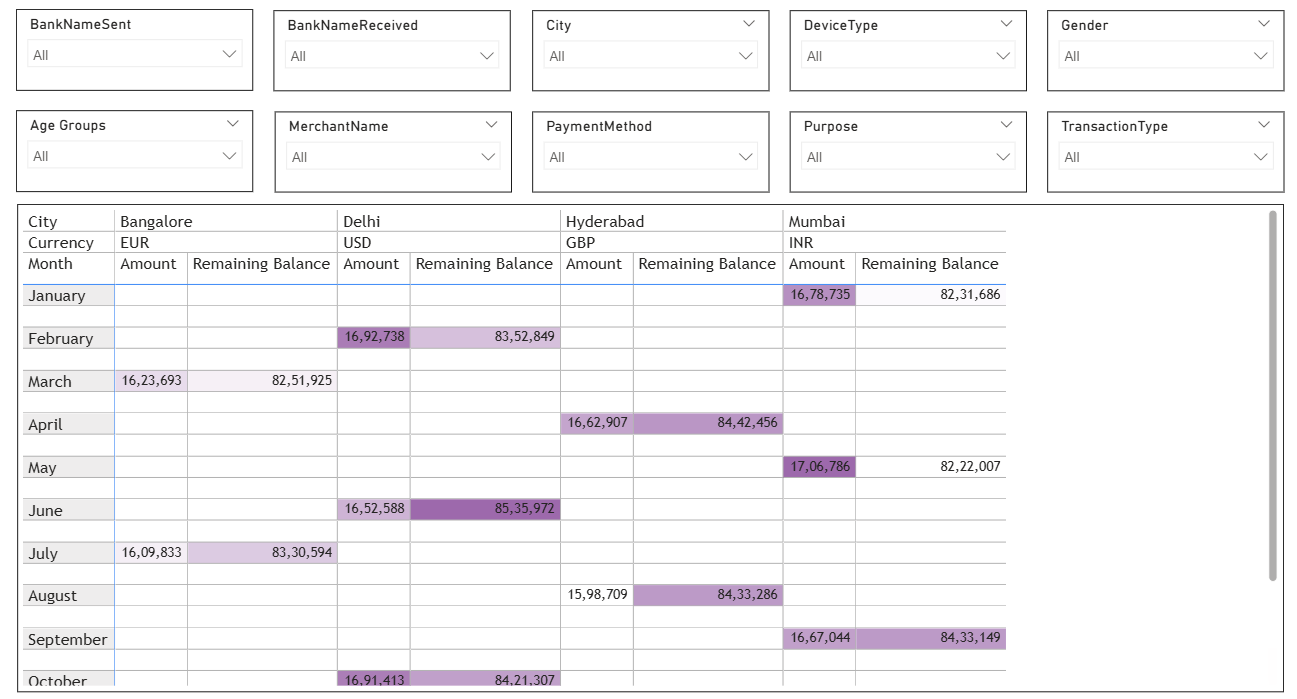 BankNameSent BankNameReceived City DeviceType Gender
All All All All All
Age Groups MerchantName PaymentMethod Purpose TransactionType
All All All All All
City Bangalore Delhi Hyderabad Mumbai
Currency EUR USD GBP INR
Month Amount Remaining Balance Amount Remaining Balance Amount Remaining Balance Amount Remaining Balance
January 16,78,735 82,31,686
February 16,92,738 83,52,849
March 16,23,693 82,51,925
April 16,62,907 84,42,456
May 17,06,786 82,22,007
June 16,52,588 85,35,972
July 16,09,833 83,30,594
August 15,98,709 84,33,286
September 16,67,044 84,33,149
October 16,91,413 84,21,307